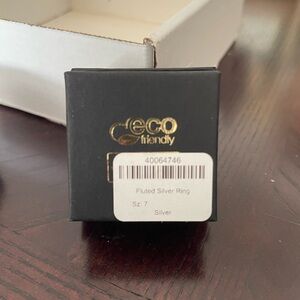 eco
friendly
40064746
Fluted Silver Ring
Sz: 7
Silver